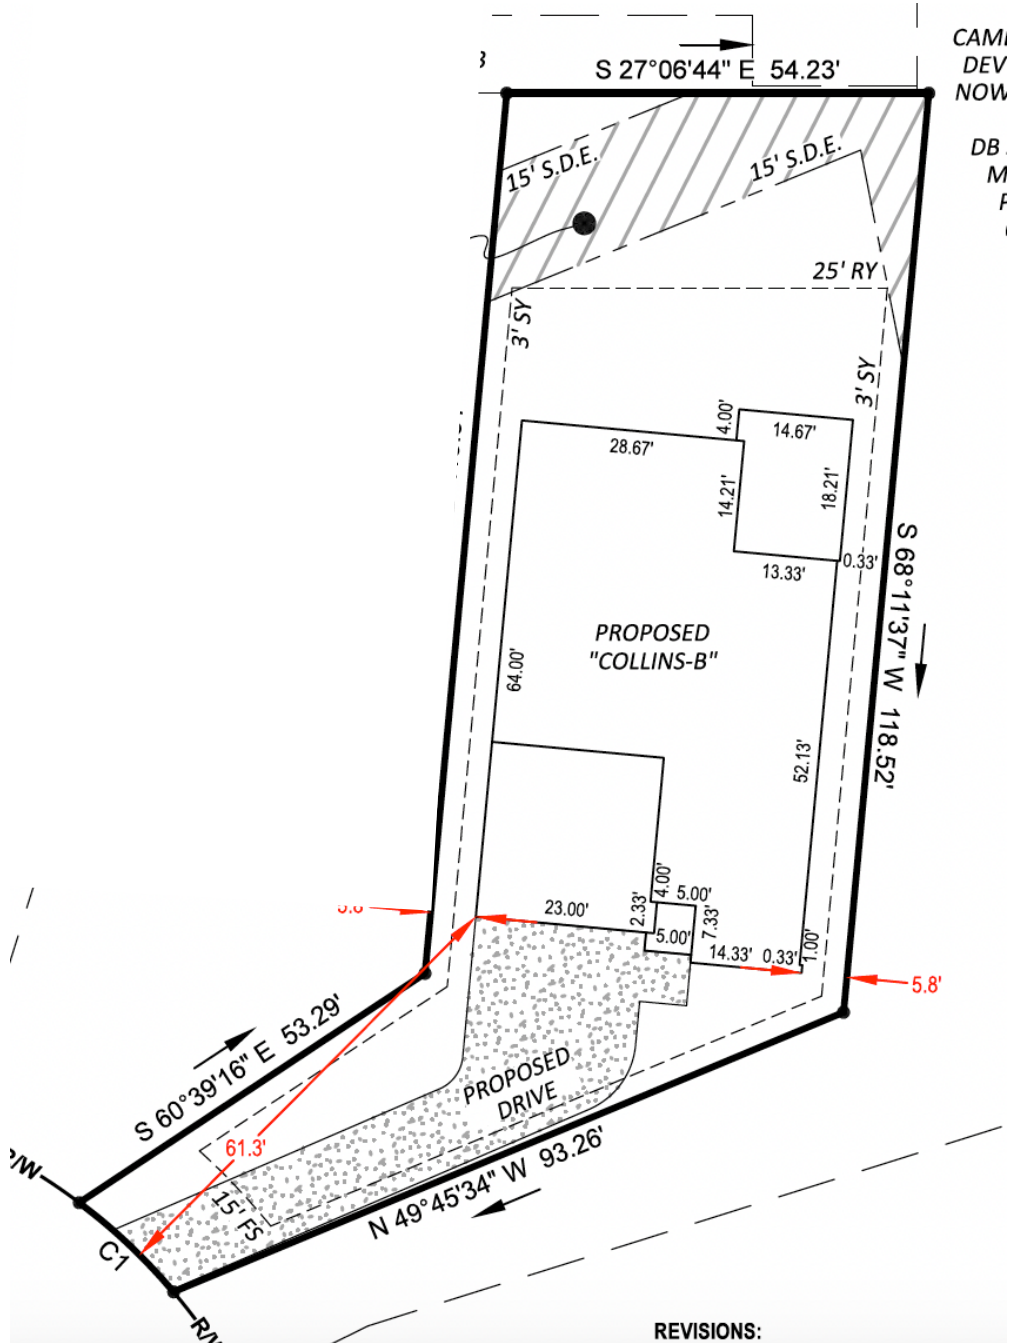 CAM
DEV
NOW
S 27°06'44" E 54.23'
DB
15' S.D.E.
15' S.D.E.
25' RY
3' SY
3' SY
4.00'
14.67'
28.67'
14.21'
18.21'
0.33'
13.33'
S 68°11'37" W 118.52'
PROPOSED
"COLLINS-B"
64.00'
52.13'
4.00'
5.00'
23.00'
2.33'
7.33'
5.00'
14.33'
0.33'
1.00'
5.8'
S 60°39'16" E 53.29'
PROPOSED
DRIVE
61.3'
N 49°45'34" W 93.26'
15' FS
C1
REVISIONS: